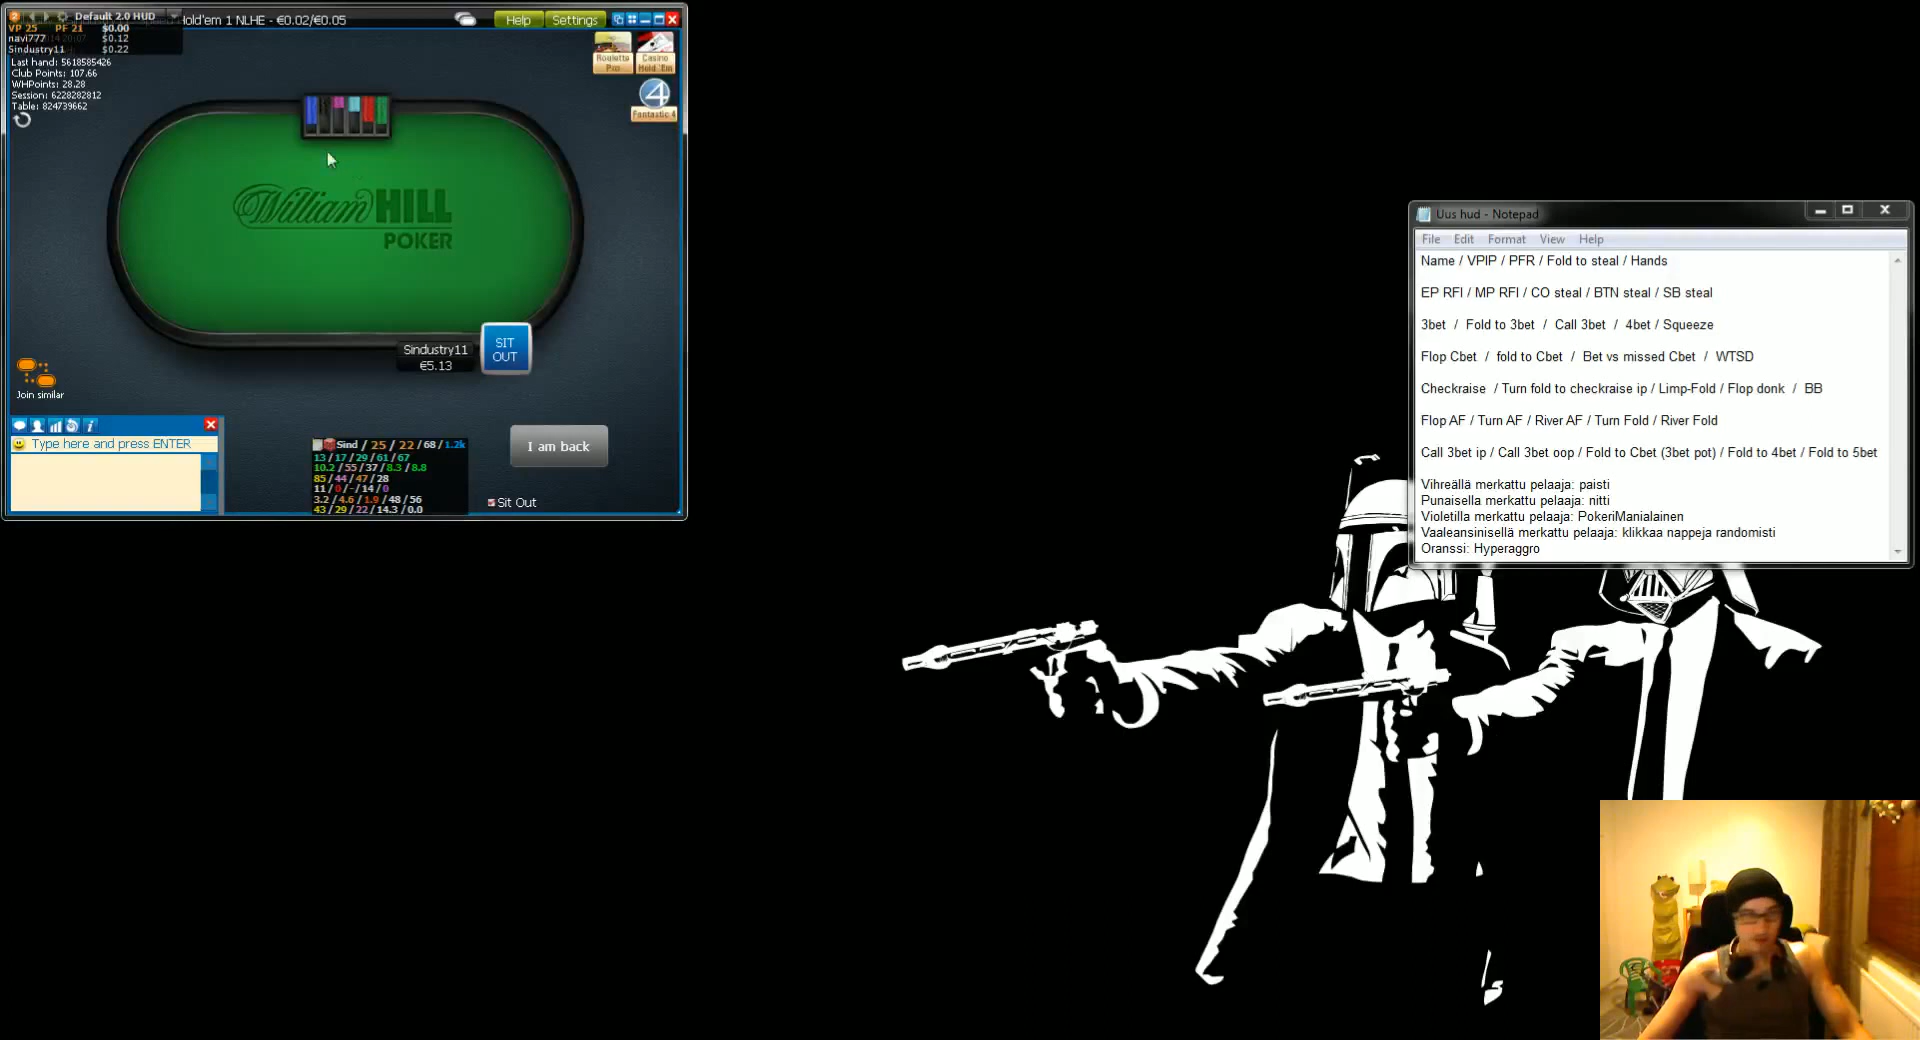 Default 2.0 HUD
Hold'em 1 NLHE - €0.02/€0.05
Help
Settings
VP 25 PF 21 $0.00
navi777 $0.12
Sindustry11 $0.22
Last hand: 5618585426
Club Points: 107.66
WHPoints: 28.28
Session: 6228282812
Table: 824739662
Roulette
Pro
Casino
Hold 'Em
4
Fantastic 4
William HILL
POKER
Sindustry11
€5.13
SIT
OUT
Join similar
Type here and press ENTER
Sind / 25 / 22 / 68 / 1.2k
13 / 17 / 29 / 61 / 67
10.2 / 55 / 37 / 8.3 / 8.8
85 / 44 / 47 / 28
11 / 0 / - / 14 / 0
3.2 / 4.6 / 1.9 / 48 / 56
43 / 29 / 22 / 14.3 / 0.0
I am back
Sit Out
Uus hud - Notepad
File Edit Format View Help
Name / VPIP / PFR / Fold to steal / Hands
EP RFI / MP RFI / CO steal / BTN steal / SB steal
3bet / Fold to 3bet / Call 3bet / 4bet / Squeeze
Flop Cbet / fold to Cbet / Bet vs missed Cbet / WTSD
Checkraise / Turn fold to checkraise ip / Limp-Fold / Flop donk / BB
Flop AF / Turn AF / River AF / Turn Fold / River Fold
Call 3bet ip / Call 3bet oop / Fold to Cbet (3bet pot) / Fold to 4bet / Fold to 5bet
Vihreällä merkattu pelaaja: paisti
Punaisella merkattu pelaaja: nitti
Violetilla merkattu pelaaja: PokeriManialainen
Vaaleansinisellä merkattu pelaaja: klikkaa nappeja randomisti
Oranssi: Hyperaggro